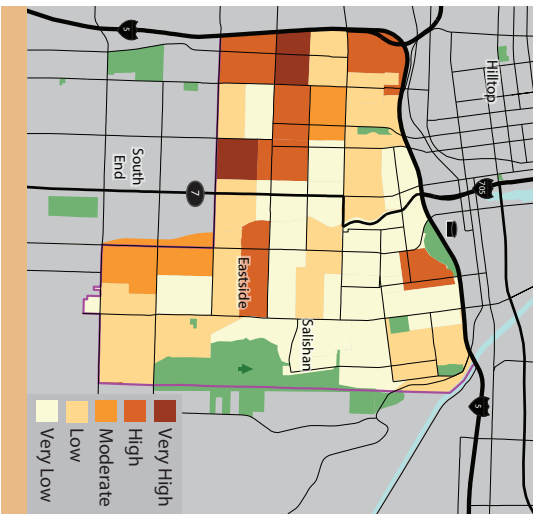 5
Hilltop
705
South
End
7
Eastside
Salishan
5
Very High
High
Moderate
Low
Very Low